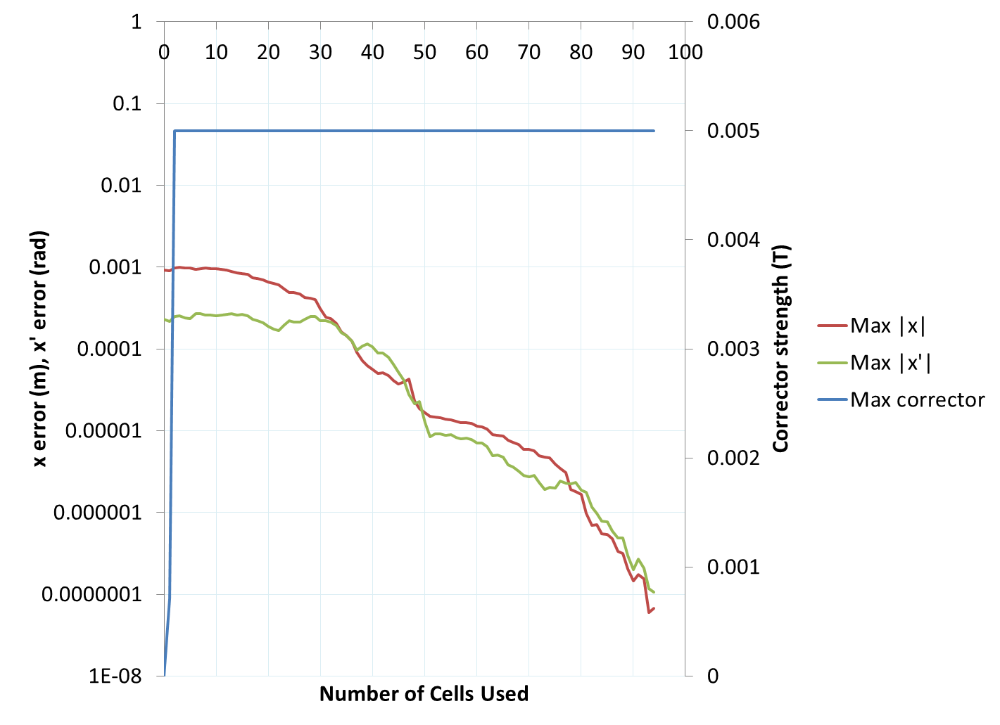 1
0.1
0.01
0.001
0.0001
0.00001
0.000001
0.0000001
1E-08
x error (m), x' error (rad)
0 10 20 30 40 50 60 70 80 90 100
Number of Cells Used
0.006
0.005
0.004
0.003
0.002
0.001
0
Corrector strength (T)
Max |x|
Max |x'|
Max corrector